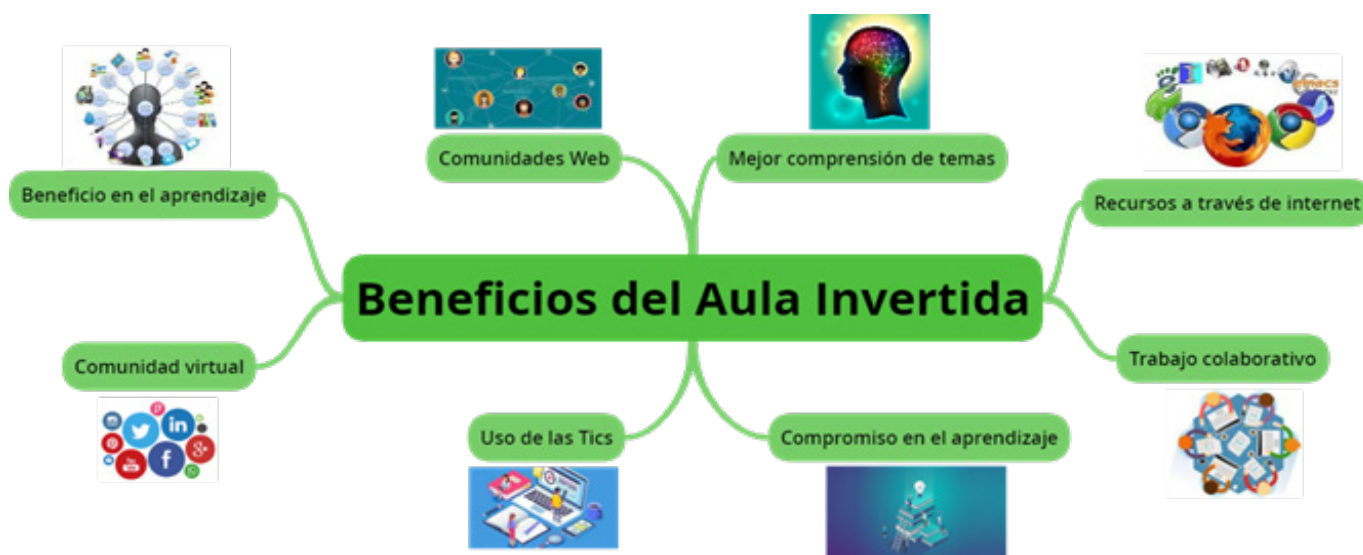 Comunidades Web
Mejor comprensión de temas
Beneficio en el aprendizaje
Recursos a través de internet
Beneficios del Aula Invertida
Comunidad virtual
Trabajo colaborativo
Uso de las Tics
Compromiso en el aprendizaje